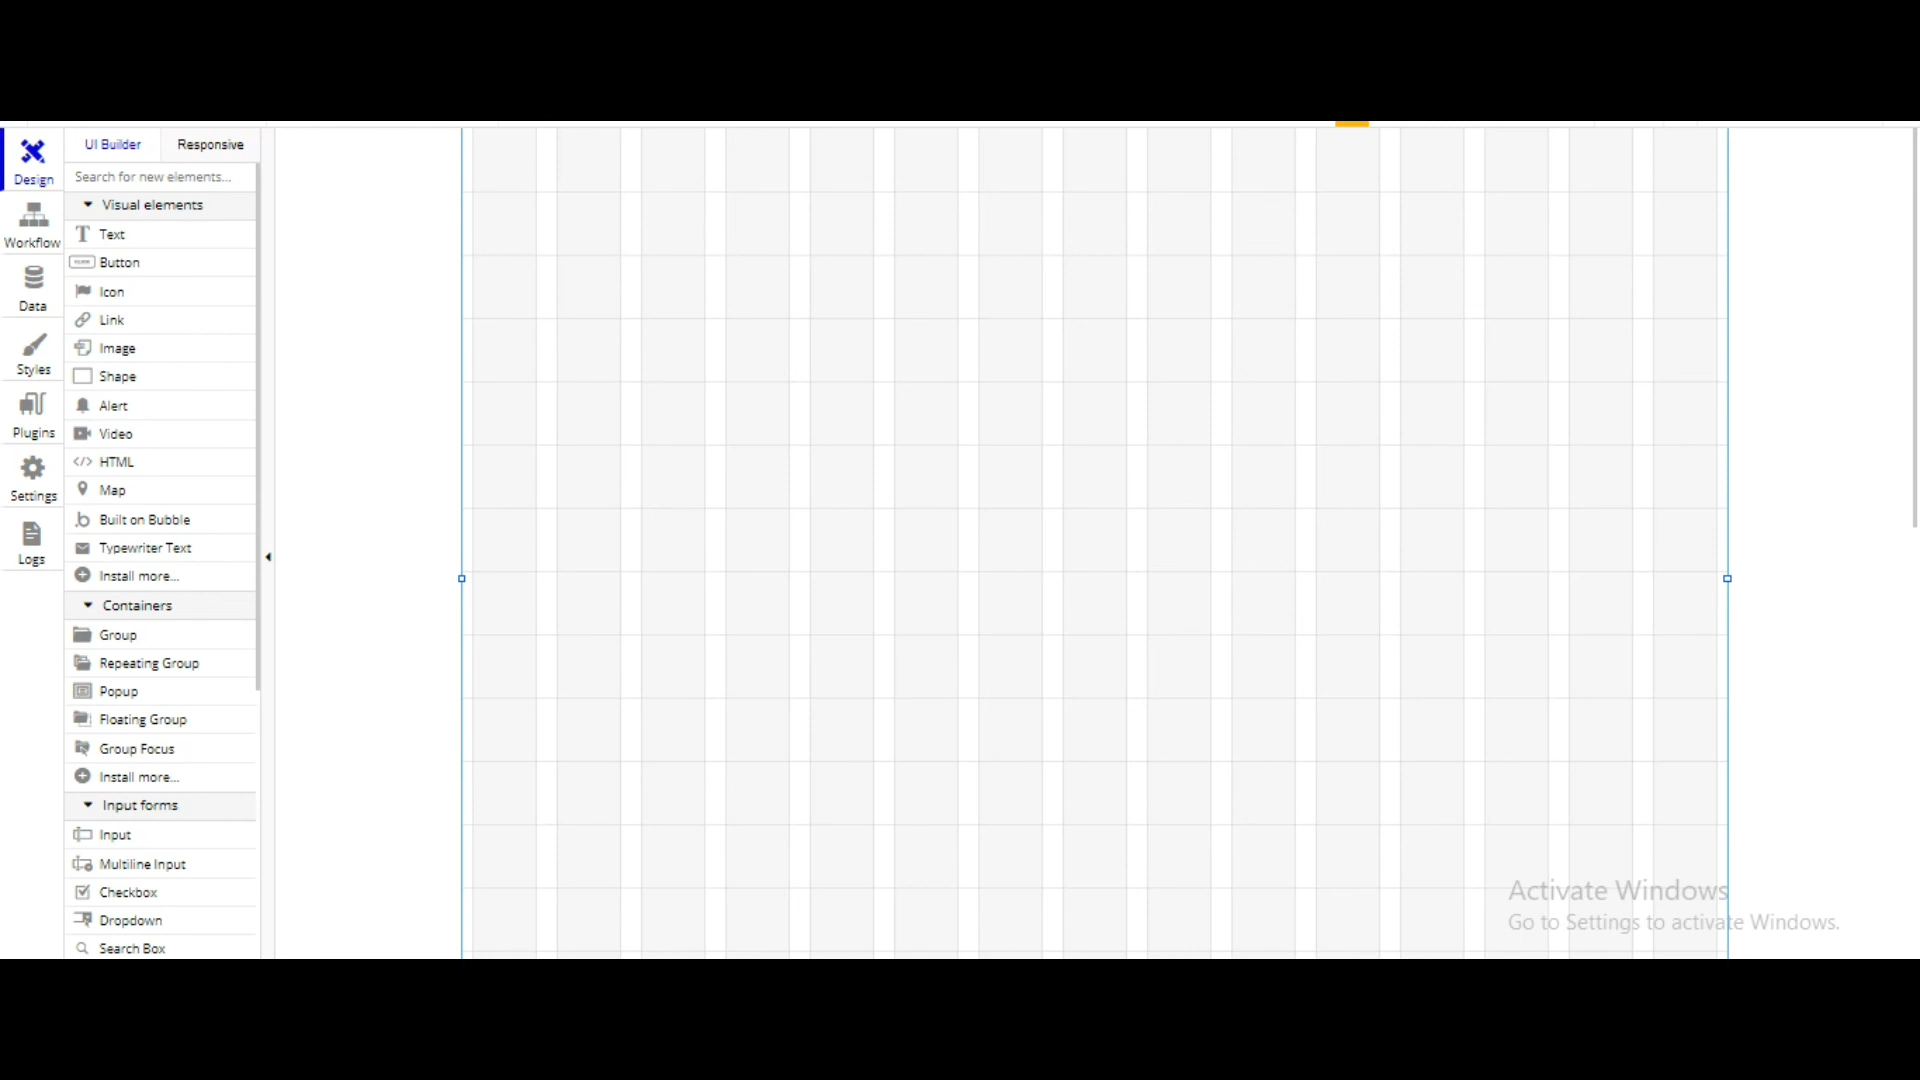 Design
Workflow
Data
Styles
Plugins
Settings
Logs
UI Builder
Responsive
Search for new elements...
Visual elements
Text
Button
Icon
Link
Image
Shape
Alert
Video
</> HTML
Map
Built on Bubble
Typewriter Text
Install more...
Containers
Group
Repeating Group
Popup
Floating Group
Group Focus
Install more...
Input forms
Input
Multiline Input
Checkbox
Dropdown
Search Box
Activate Windows
Go to Settings to activate Windows.